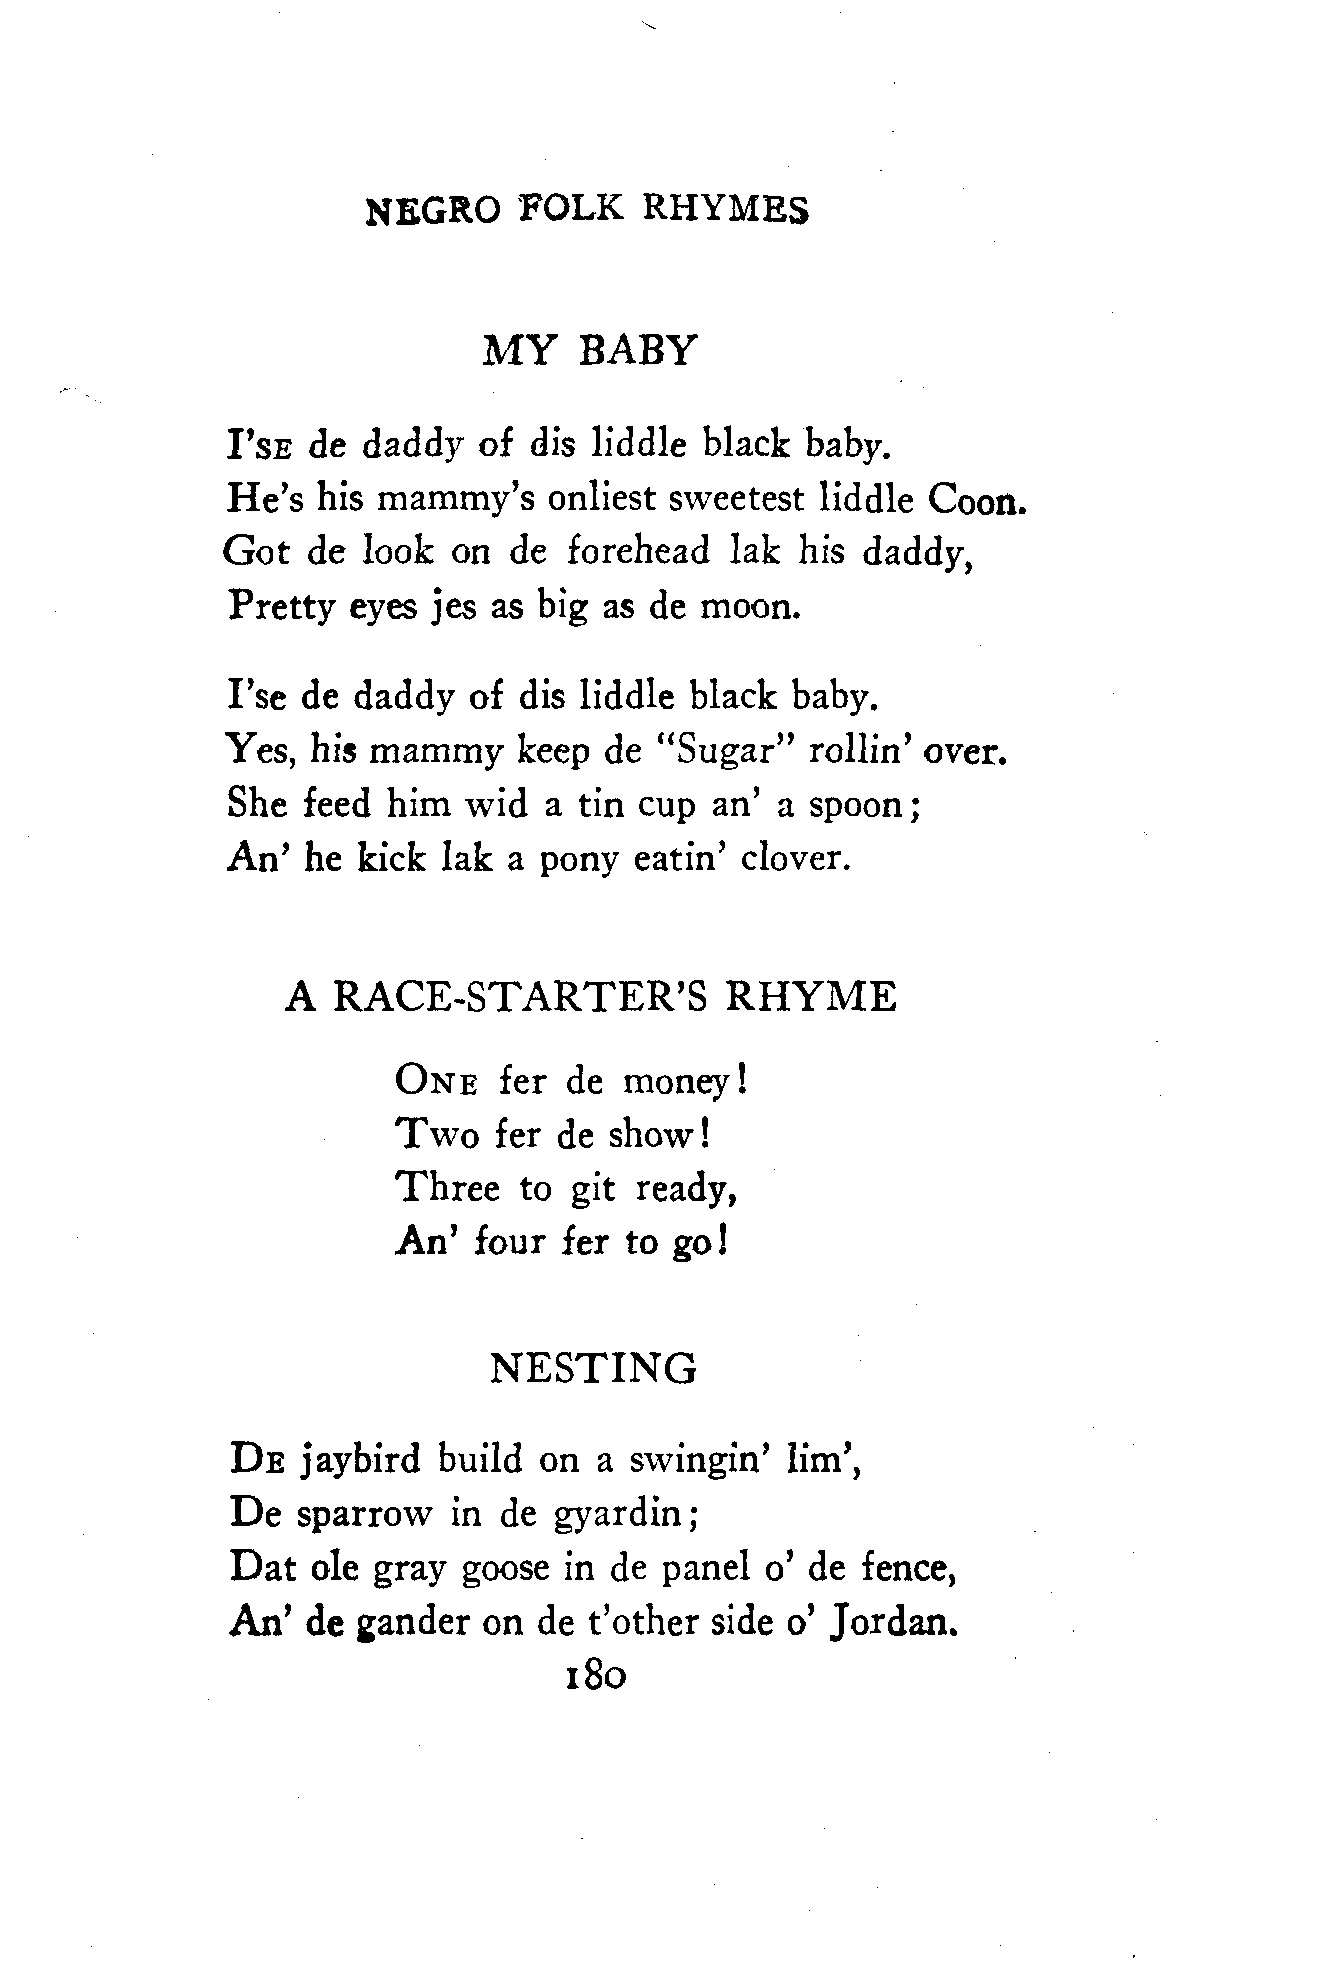 NEGRO FOLK RHYMES
MY BABY
I'SE de daddy of dis liddle black baby.
He's his mammy's onliest sweetest liddle Coon.
Got de look on de forehead lak his daddy,
Pretty eyes jes as big as de moon.
I'se de daddy of dis liddle black baby.
Yes, his mammy keep de "Sugar" rollin' over.
She feed him wid a tin cup an' a spoon;
An' he kick lak a pony eatin' clover.
A RACE-STARTER'S RHYME
ONE fer de money!
Two fer de show!
Three to git ready,
An' four fer to go!
NESTING
DE jaybird build on a swingin' lim',
De sparrow in de gyardin;
Dat ole gray goose in de panel o' de fence,
An' de gander on de t'other side o' Jordan.
180